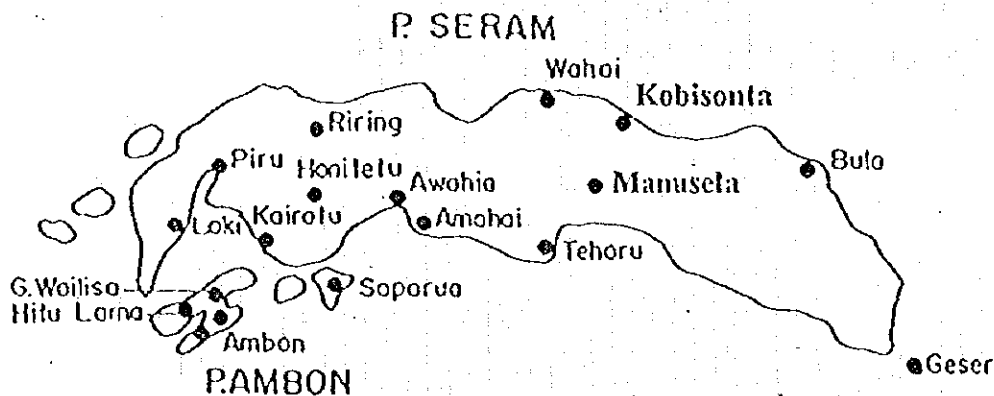 P. SERAM
Wahai
Kobisonta
Riring
Piru
Honitetu
Awahia
Manusela
Bula
Loki
Kairatu
Amahai
Tehoru
G. Wailisa
Hitu Lama
Saparua
Ambon
Geser
P. AMBON